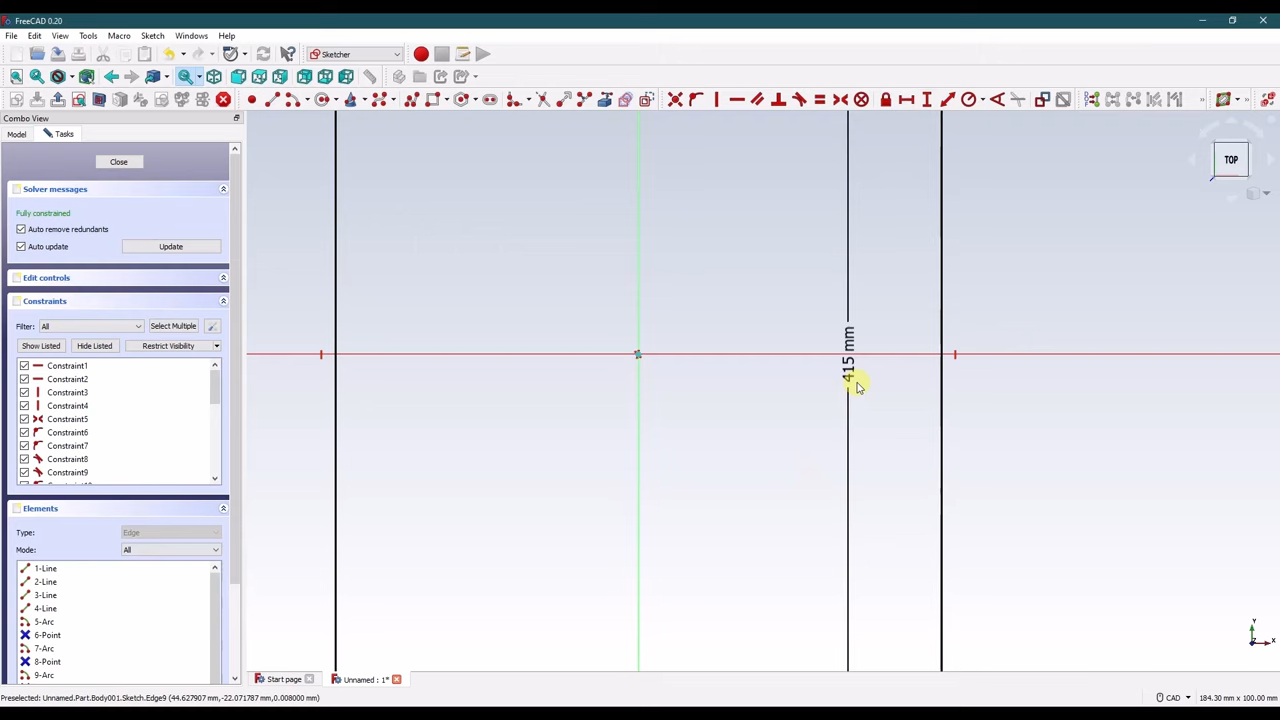 FreeCAD 0.20
File Edit View Tools Macro Sketch Windows Help
Sketcher
Combo View
Model Tasks
Close
Solver messages
Fully constrained
Auto remove redundants
Auto update Update
Edit controls
Constraints
Filter: All Select Multiple
Show Listed Hide Listed Restrict Visibility
Constraint1
Constraint2
Constraint3
Constraint4
Constraint5
Constraint6
Constraint7
Constraint8
Constraint9
Elements
Type: Edge
Mode: All
1-Line
2-Line
3-Line
4-Line
5-Arc
6-Point
7-Arc
8-Point
9-Arc
415 mm
TOP
Y
Z X
Start page Unnamed : 1*
Preselected: Unnamed.Part.Body001.Sketch.Edge9 (44.627907 mm,-22.071787 mm,0.008000 mm)
CAD 184.30 mm x 100.00 mm